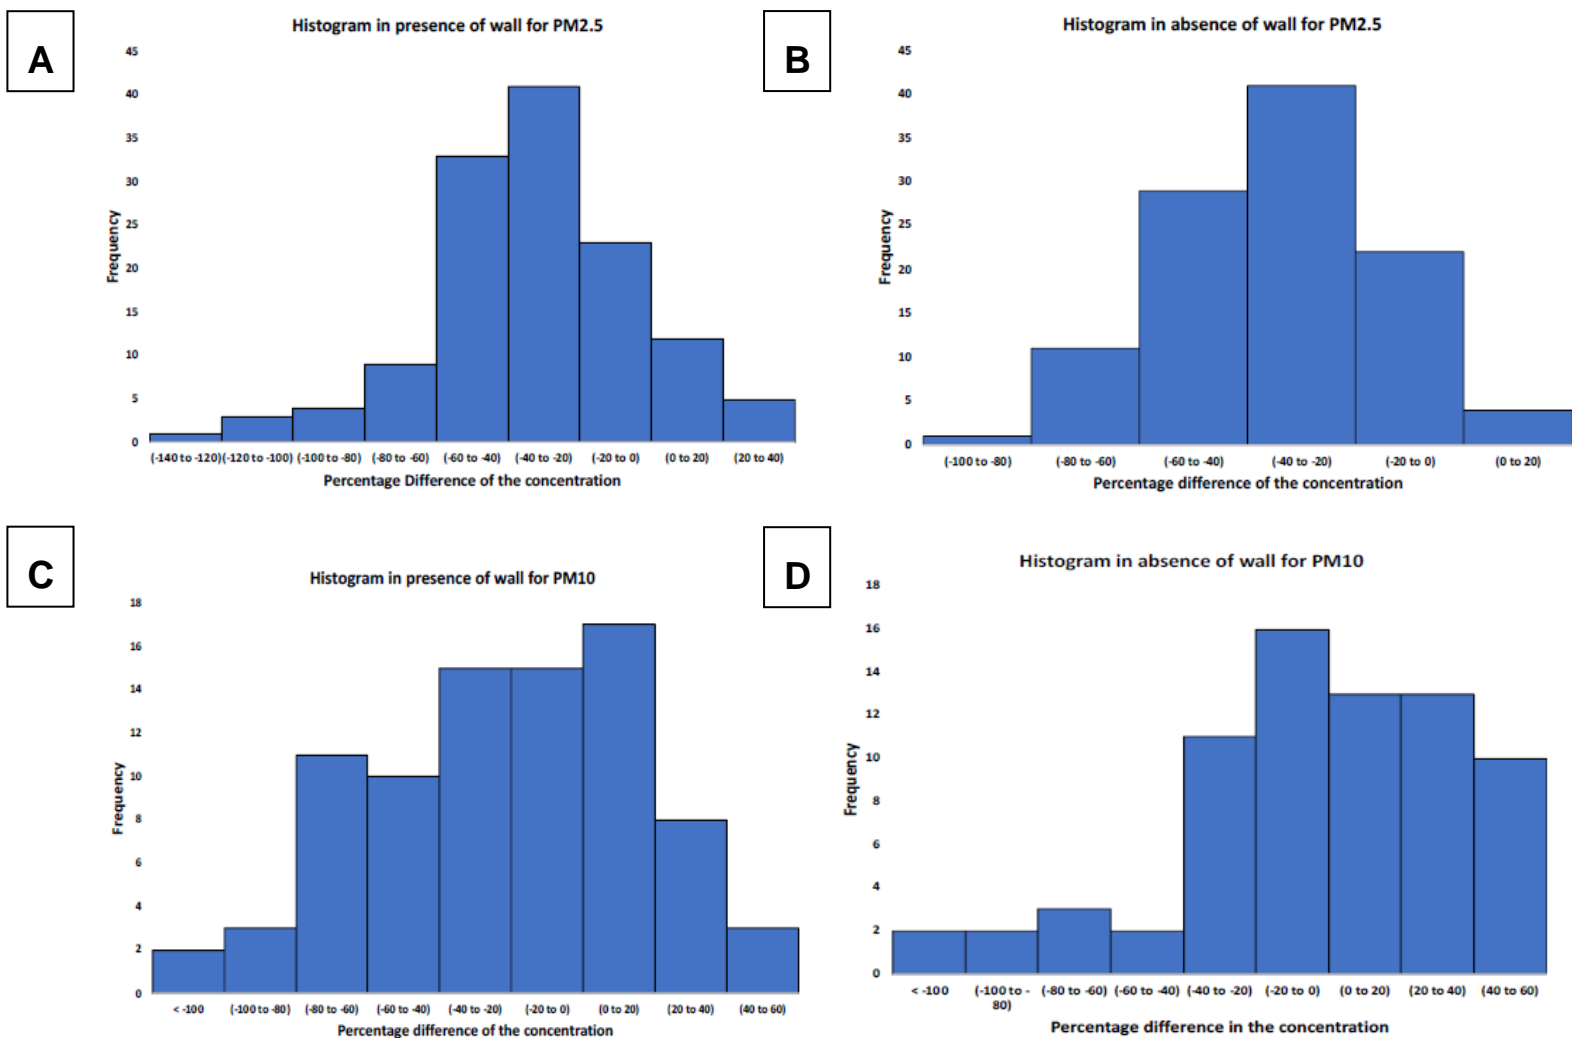 A
Histogram in presence of wall for PM2.5
45
40
35
30
25
20
15
10
5
0
Frequency
(-140 to -120)(-120 to -100) (-100 to -80) (-80 to -60) (-60 to -40) (-40 to -20) (-20 to 0) (0 to 20) (20 to 40)
Percentage Difference of the concentration
B
Histogram in absence of wall for PM2.5
45
40
35
30
25
20
15
10
5
0
Frequency
(-100 to -80) (-80 to -60) (-60 to -40) (-40 to -20) (-20 to 0) (0 to 20)
Percentage difference of the concentration
C
Histogram in presence of wall for PM10
18
16
14
12
10
8
6
4
2
0
Frequency
< -100 (-100 to -80) (-80 to -60) (-60 to -40) (-40 to -20) (-20 to 0) (0 to 20) (20 to 40) (40 to 60)
Percentage difference of the concentration
D
Histogram in absence of wall for PM10
18
16
14
12
10
8
6
4
2
0
Frequency
< -100 (-100 to - (-80 to -60) (-60 to -40) (-40 to -20) (-20 to 0) (0 to 20) (20 to 40) (40 to 60)
80)
Percentage difference in the concentration